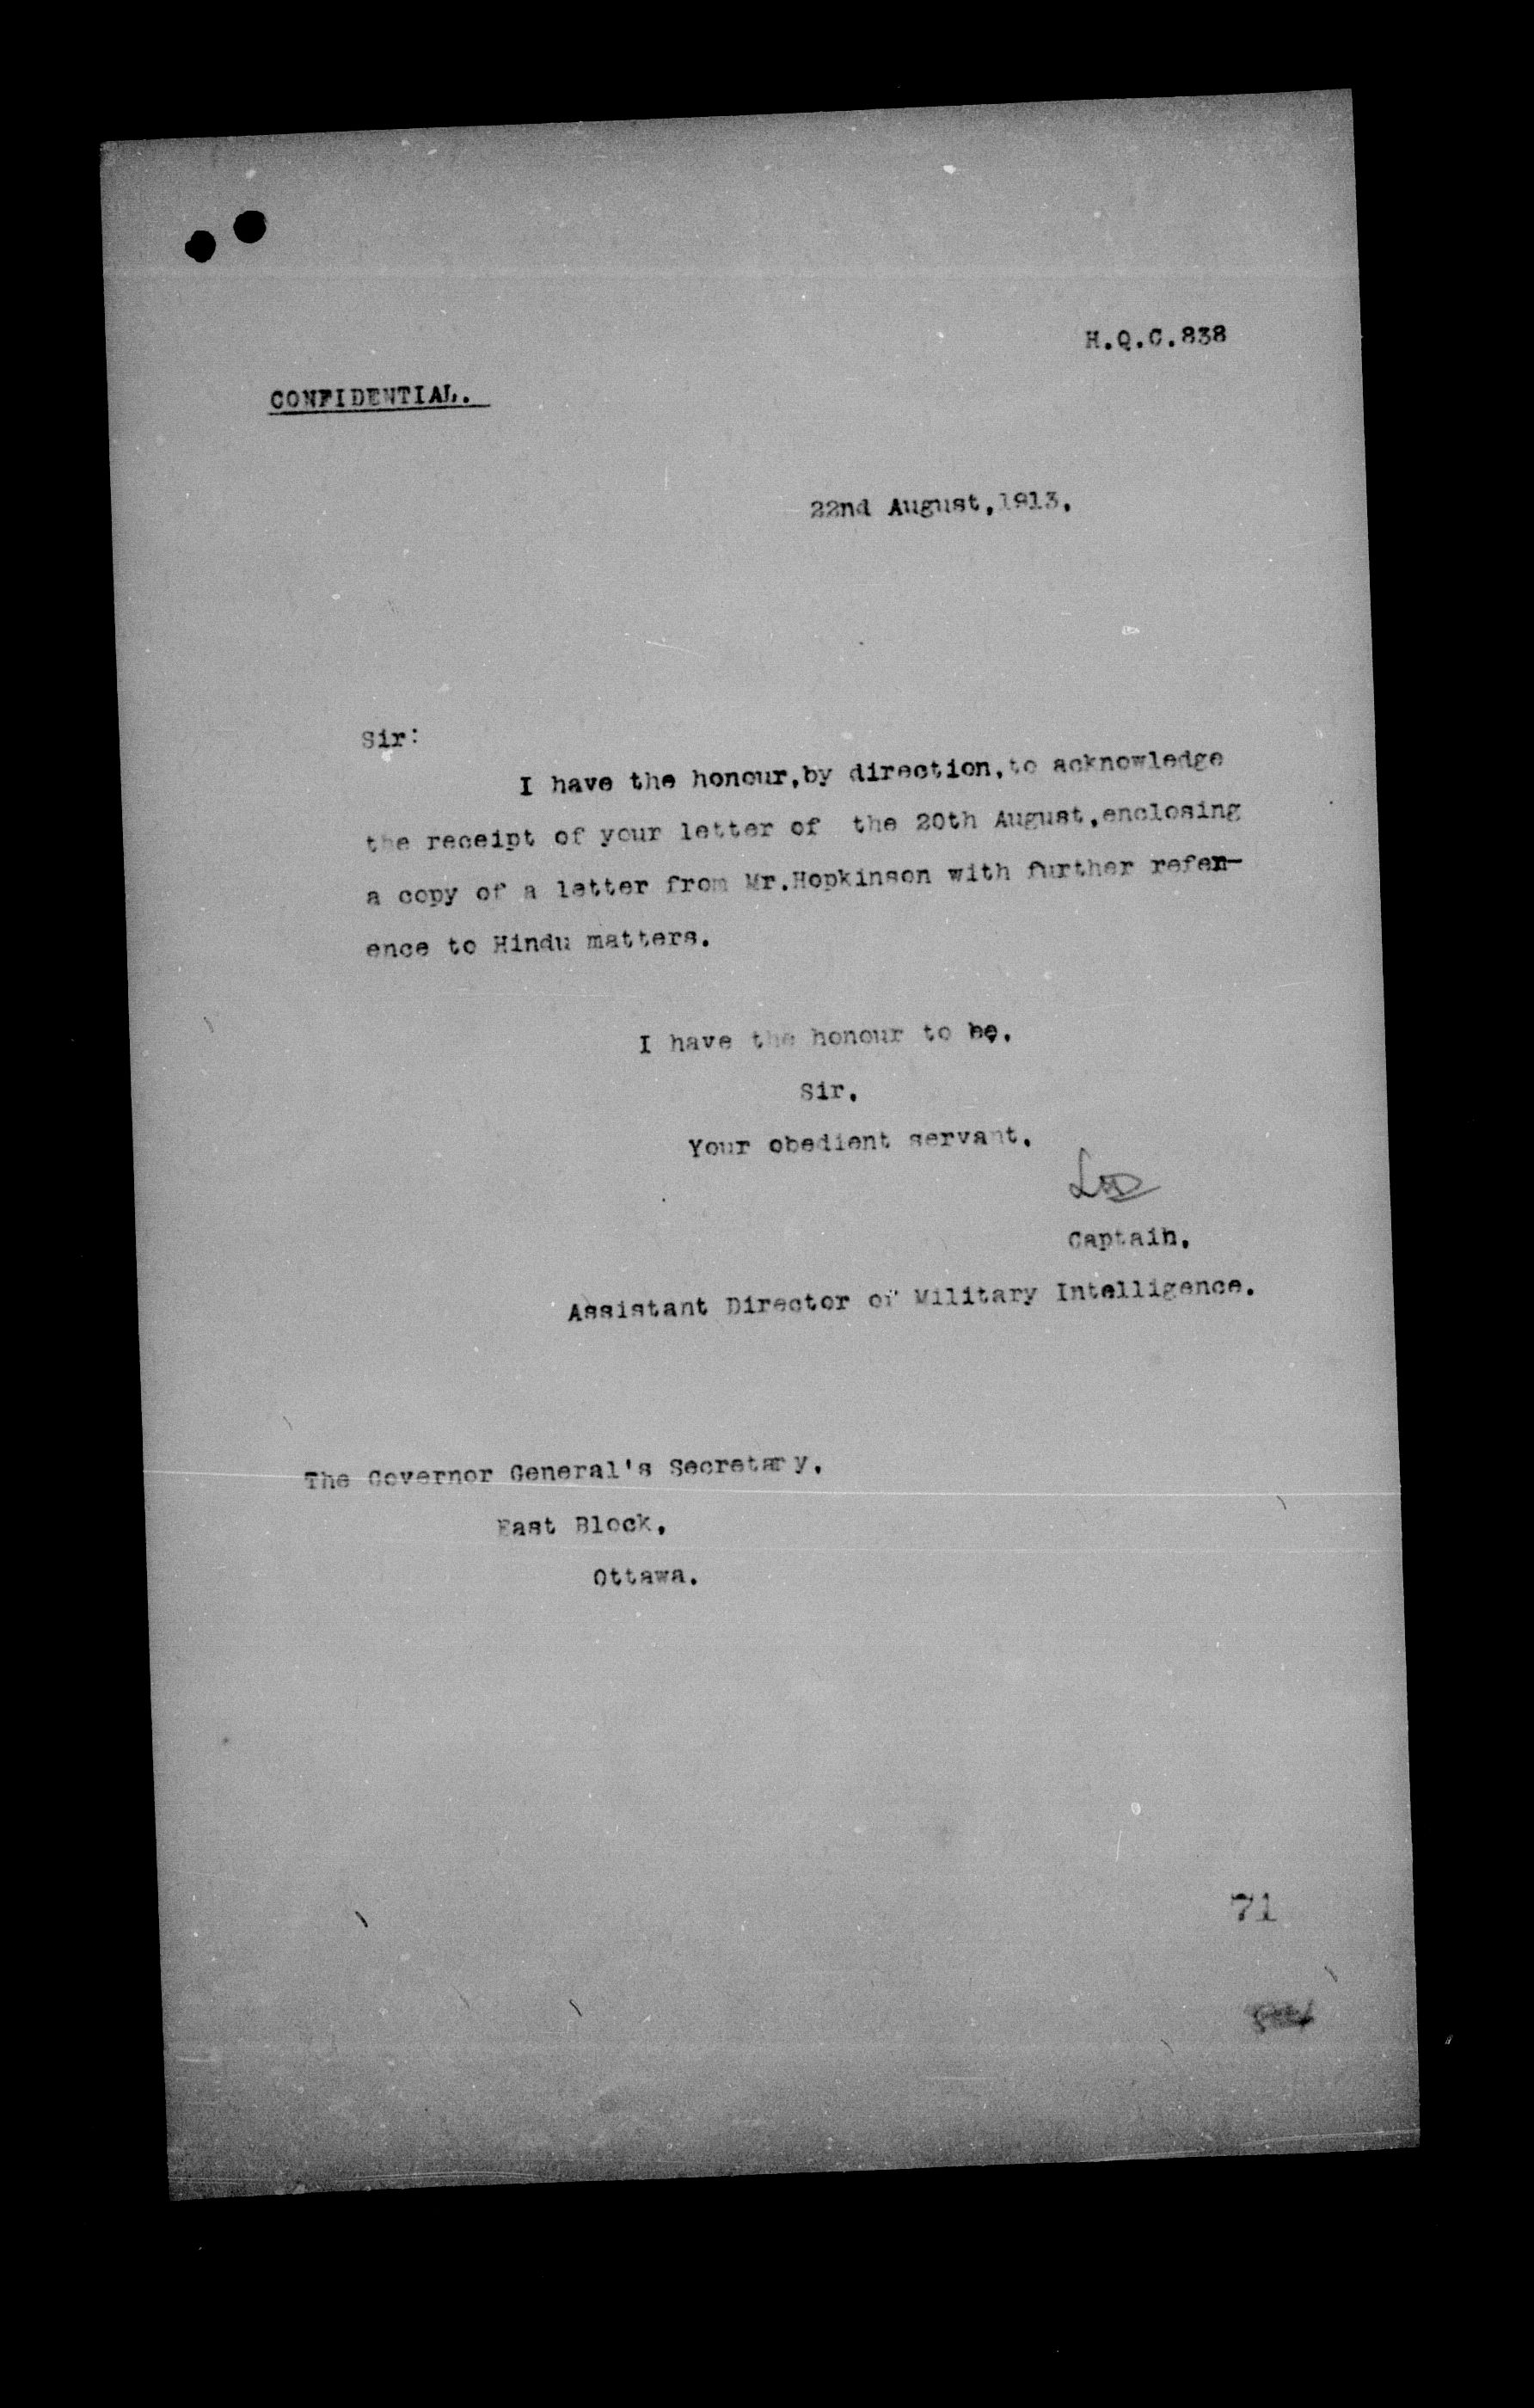 H.Q.C.838
CONFIDENTIAL.
22nd August,1913.
Sir:
I have the honour,by direction,to acknowledge
the receipt of your letter of the 20th August,enclosing
a copy of a letter from Mr.Hopkinson with further refer-
ence to Hindu matters.
I have the honour to be,
Sir,
Your obedient servant,
Captain,
Assistant Director of Military Intelligence.
The Governor General's Secretary,
East Block,
Ottawa.
71